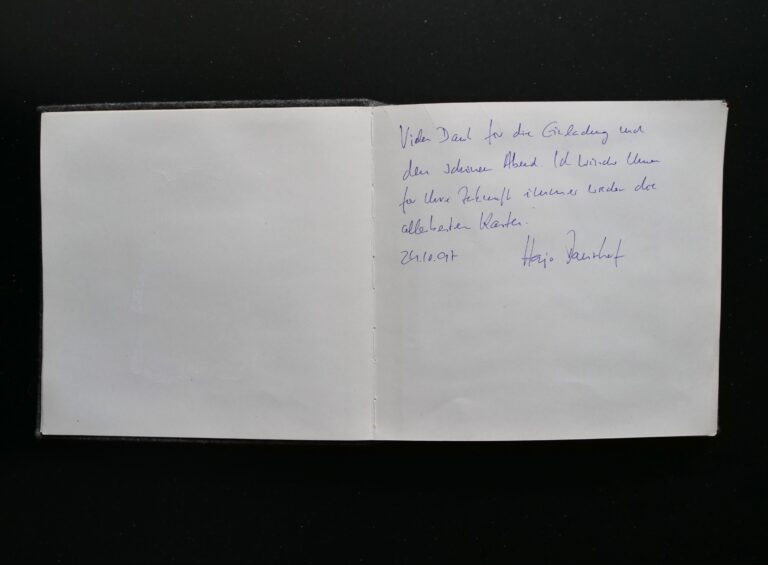 Vielen Dank für die Einladung und
den schönen Abend. Ich wünsche Ihnen
für Ihre Zukunft immer wieder die
allerbesten Karten.
24.10.97 Hajo